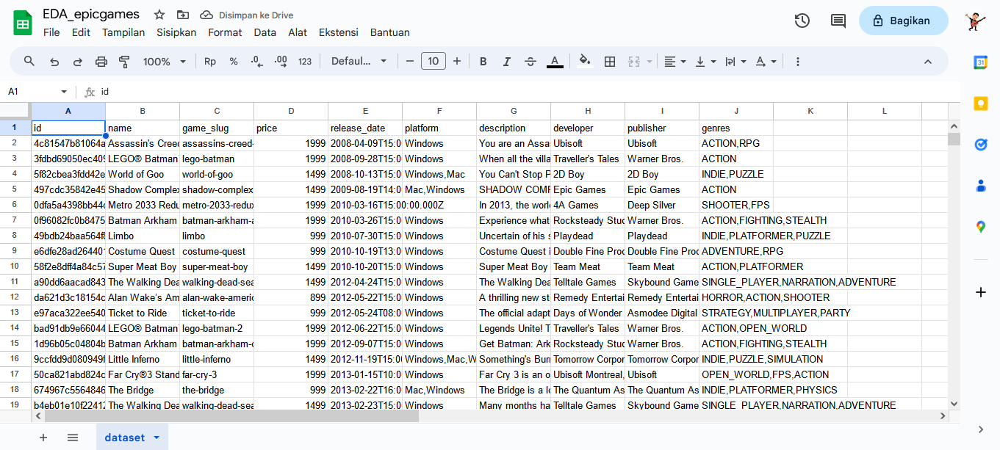 EDA_epicgames Disimpan ke Drive
File Edit Tampilan Sisipkan Format Data Alat Ekstensi Bantuan
Bagikan
100% Rp % .0 .00 123 Defaul... 10 B I A
A1 fx id
A B C D E F G H I J K L
1 id name game_slug price release_date platform description developer publisher genres
2 4c81547b81064a Assassin's Creed assassins-creed- 1999 2008-04-09T15:0 Windows You are an Assa Ubisoft Ubisoft ACTION,RPG
3 3fdbd69050ec409 LEGO® Batman lego-batman 1999 2008-09-28T15:0 Windows When all the villa Traveller's Tales Warner Bros. ACTION
4 5f82cbea3fdd42e World of Goo world-of-goo 1499 2008-10-13T15:0 Windows,Mac You Can't Stop P 2D Boy 2D Boy INDIE,PUZZLE
5 497cdc35842e45 Shadow Complex shadow-complex 1499 2009-08-19T14:0 Mac,Windows SHADOW COMP Epic Games Epic Games ACTION
6 0dfa5a4398bb44c Metro 2033 Redu metro-2033-redux 1999 2010-03-16T15:00:00.000Z In 2013, the worl 4A Games Deep Silver SHOOTER,FPS
7 0f96082fc0b8475 Batman Arkham batman-arkham-a 1999 2010-03-26T15:0 Windows Experience what Rocksteady Stud Warner Bros. ACTION,FIGHTING,STEALTH
8 49bdb24baa564f6 Limbo limbo 999 2010-07-30T15:0 Windows Uncertain of his s Playdead Playdead INDIE,PLATFORMER,PUZZLE
9 e6dfe28ad264401 Costume Quest costume-quest 999 2010-10-19T13:0 Windows Costume Quest i Double Fine Proc Double Fine Proc ADVENTURE,RPG
10 58f2e8dff4a84c57 Super Meat Boy super-meat-boy 1499 2010-10-20T15:0 Windows Super Meat Boy Team Meat Team Meat ACTION,PLATFORMER
11 a90dd6aacad843 The Walking Dea walking-dead-sea 1499 2012-04-24T15:0 Windows The Walking Dea Telltale Games Skybound Game SINGLE_PLAYER,NARRATION,ADVENTURE
12 da621d3c18154c Alan Wake's Am alan-wake-americ 899 2012-05-22T15:0 Windows A thrilling new st Remedy Entertai Remedy Entertai HORROR,ACTION,SHOOTER
13 e97aca322ee540 Ticket to Ride ticket-to-ride 999 2012-05-24T08:0 Windows The official adapt Days of Wonder Asmodee Digital STRATEGY,MULTIPLAYER,PARTY
14 bad91db9e66044 LEGO® Batman lego-batman-2 1999 2012-06-22T15:0 Windows Legends Unite! T Traveller's Tales Warner Bros. ACTION,OPEN_WORLD
15 1d96b05c04804b Batman Arkham batman-arkham-c 1999 2012-09-07T15:0 Windows Get Batman: Ark Rocksteady Stud Warner Bros. ACTION,FIGHTING,STEALTH
16 9ccfdd9d080949f Little Inferno little-inferno 1499 2012-11-19T15:0 Windows,Mac,W Something's Burn Tomorrow Corpor Tomorrow Corpor INDIE,PUZZLE,SIMULATION
17 50ca821abd824c Far Cry®3 Stand far-cry-3 1999 2013-01-15T10:0 Windows Far Cry 3 is an o Ubisoft Montreal, Ubisoft OPEN_WORLD,FPS,ACTION
18 674967c5564846 The Bridge the-bridge 999 2013-02-22T16:0 Mac,Windows The Bridge is a lo The Quantum As The Quantum As INDIE,PLATFORMER,PHYSICS
19 b4eb01e10f22412 The Walking Dea walking-dead-sea 1499 2013-02-23T15:0 Windows Many months ha Telltale Games Skybound Game SINGLE_PLAYER,NARRATION,ADVENTURE
dataset